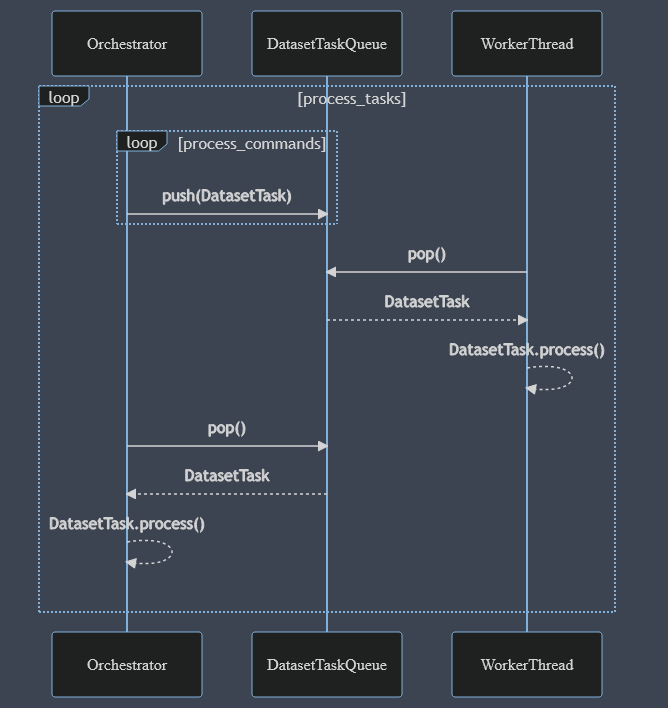 Orchestrator
DatasetTaskQueue
WorkerThread
loop
[process_tasks]
loop
[process_commands]
push(DatasetTask)
pop()
DatasetTask
DatasetTask.process()
pop()
DatasetTask
DatasetTask.process()
Orchestrator
DatasetTaskQueue
WorkerThread